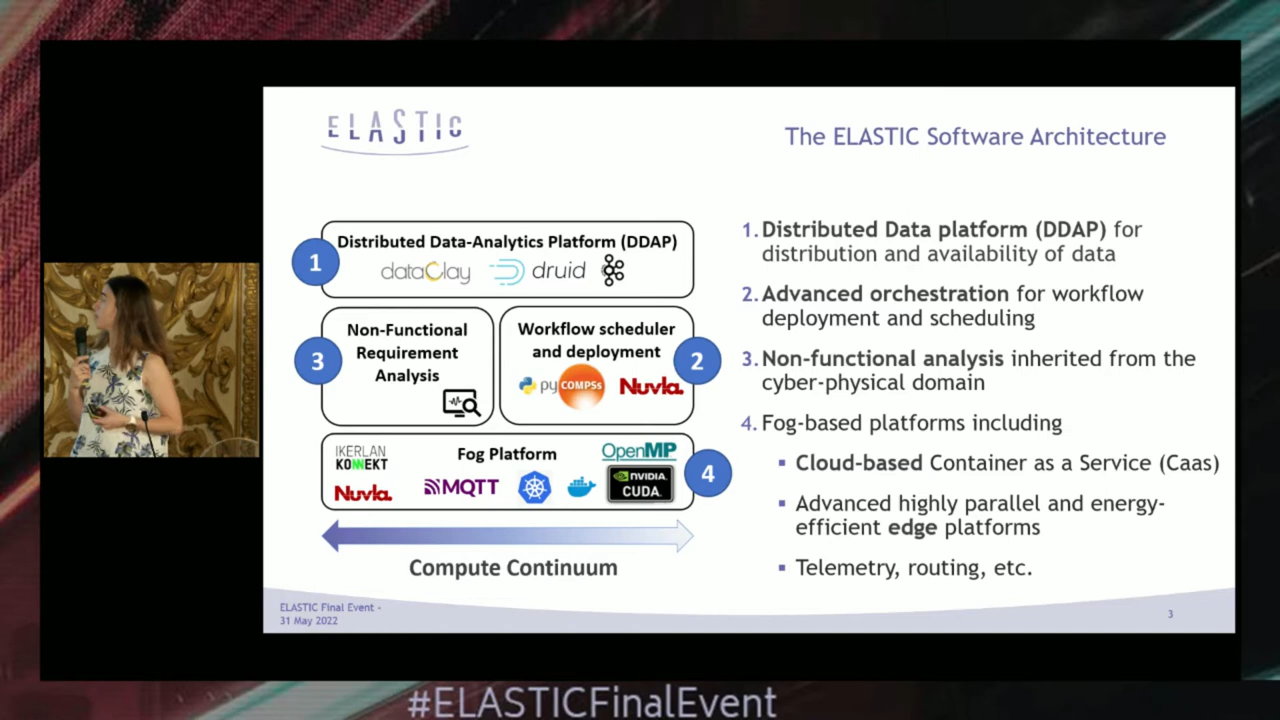 ELASTIC
The ELASTIC Software Architecture
Distributed Data-Analytics Platform (DDAP)
1
dataClay
druid
Non-Functional
Requirement
Analysis
3
Workflow scheduler
and deployment
2
py COMPSs
Nuvla.
IKERLAN
KONNEKT
Fog Platform
OpenMP
4
Nuvla.
MQTT
NVIDIA.
CUDA.
Compute Continuum
1. Distributed Data platform (DDAP) for
distribution and availability of data
2. Advanced orchestration for workflow
deployment and scheduling
3. Non-functional analysis inherited from the
cyber-physical domain
4. Fog-based platforms including
▪ Cloud-based Container as a Service (Caas)
▪ Advanced highly parallel and energy-
efficient edge platforms
▪ Telemetry, routing, etc.
ELASTIC Final Event -
31 May 2022
3
#ELASTICFinalEvent